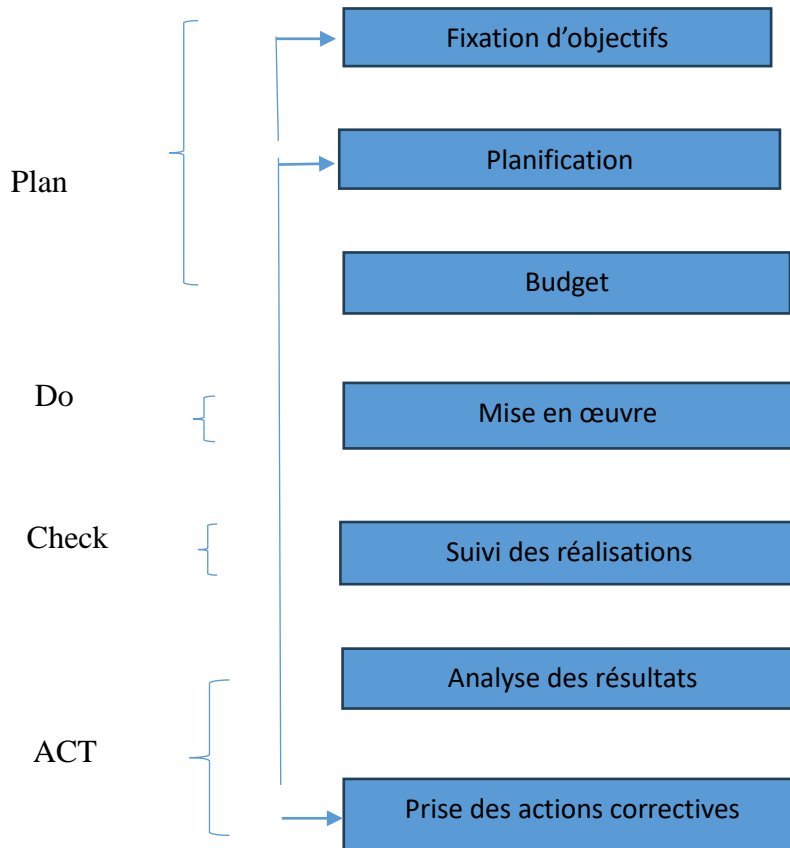 Fixation d’objectifs
Plan
Planification
Budget
Do
Mise en œuvre
Check
Suivi des réalisations
Analyse des résultats
ACT
Prise des actions correctives